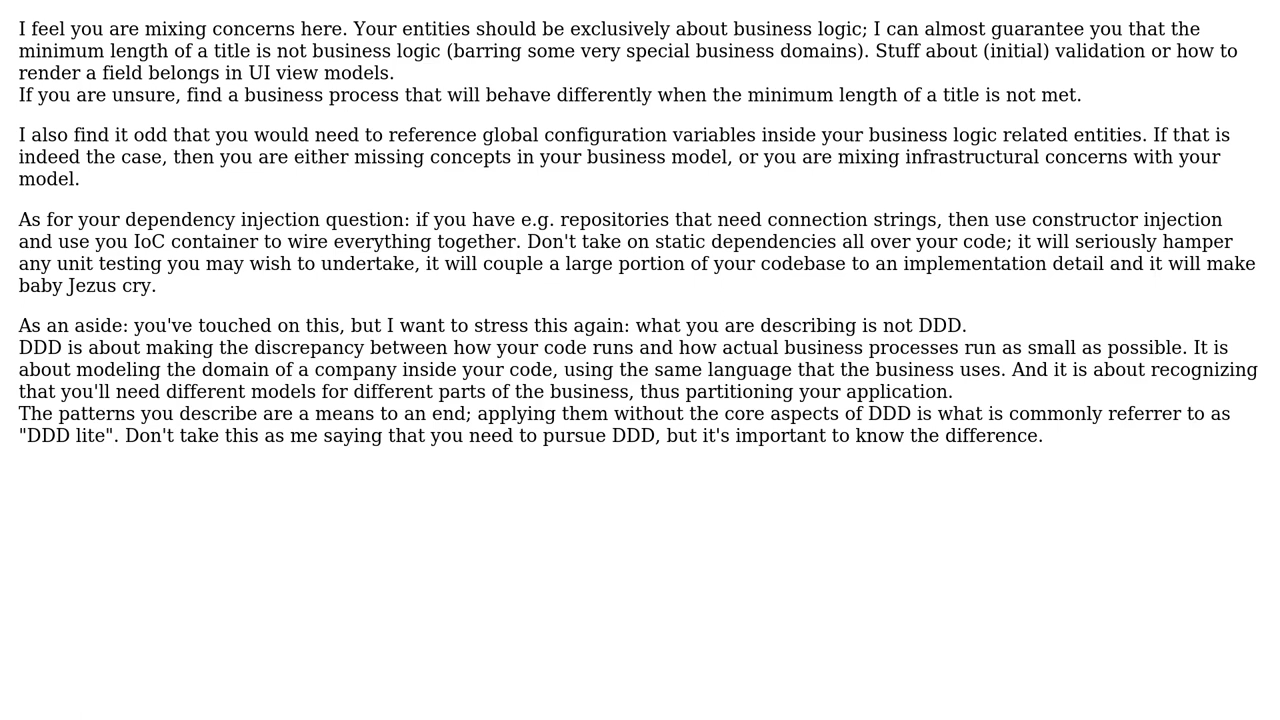 I feel you are mixing concerns here. Your entities should be exclusively about business logic; I can almost guarantee you that the
minimum length of a title is not business logic (barring some very special business domains). Stuff about (initial) validation or how to
render a field belongs in UI view models.
If you are unsure, find a business process that will behave differently when the minimum length of a title is not met.
I also find it odd that you would need to reference global configuration variables inside your business logic related entities. If that is
indeed the case, then you are either missing concepts in your business model, or you are mixing infrastructural concerns with your
model.
As for your dependency injection question: if you have e.g. repositories that need connection strings, then use constructor injection
and use you IoC container to wire everything together. Don't take on static dependencies all over your code; it will seriously hamper
any unit testing you may wish to undertake, it will couple a large portion of your codebase to an implementation detail and it will make
baby Jezus cry.
As an aside: you've touched on this, but I want to stress this again: what you are describing is not DDD.
DDD is about making the discrepancy between how your code runs and how actual business processes run as small as possible. It is
about modeling the domain of a company inside your code, using the same language that the business uses. And it is about recognizing
that you'll need different models for different parts of the business, thus partitioning your application.
The patterns you describe are a means to an end; applying them without the core aspects of DDD is what is commonly referrer to as
"DDD lite". Don't take this as me saying that you need to pursue DDD, but it's important to know the difference.